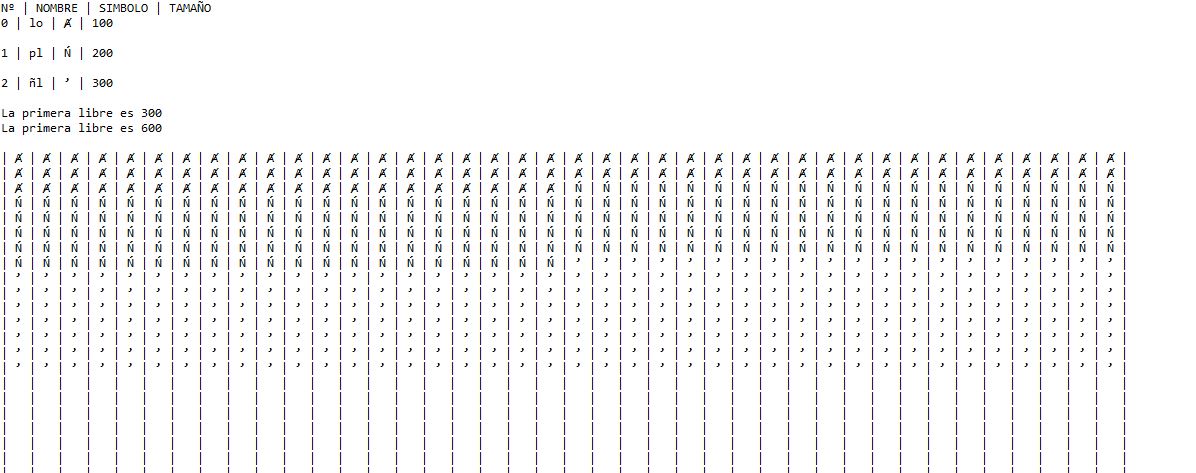 Nº | NOMBRE | SIMBOLO | TAMAÑO
0 | lo | Ⱥ | 100
1 | pl | Ń | 200
2 | ñl | ʼ | 300
La primera libre es 300
La primera libre es 600
| Ⱥ | Ⱥ | Ⱥ | Ⱥ | Ⱥ | Ⱥ | Ⱥ | Ⱥ | Ⱥ | Ⱥ | Ⱥ | Ⱥ | Ⱥ | Ⱥ | Ⱥ | Ⱥ | Ⱥ | Ⱥ | Ⱥ | Ⱥ | Ⱥ | Ⱥ | Ⱥ | Ⱥ | Ⱥ | Ⱥ | Ⱥ | Ⱥ | Ⱥ | Ⱥ | Ⱥ | Ⱥ | Ⱥ | Ⱥ | Ⱥ | Ⱥ | Ⱥ | Ⱥ | Ⱥ | Ⱥ |
| Ⱥ | Ⱥ | Ⱥ | Ⱥ | Ⱥ | Ⱥ | Ⱥ | Ⱥ | Ⱥ | Ⱥ | Ⱥ | Ⱥ | Ⱥ | Ⱥ | Ⱥ | Ⱥ | Ⱥ | Ⱥ | Ⱥ | Ⱥ | Ⱥ | Ⱥ | Ⱥ | Ⱥ | Ⱥ | Ⱥ | Ⱥ | Ⱥ | Ⱥ | Ⱥ | Ⱥ | Ⱥ | Ⱥ | Ⱥ | Ⱥ | Ⱥ | Ⱥ | Ⱥ | Ⱥ | Ⱥ |
| Ⱥ | Ⱥ | Ⱥ | Ⱥ | Ⱥ | Ⱥ | Ⱥ | Ⱥ | Ⱥ | Ⱥ | Ⱥ | Ⱥ | Ⱥ | Ⱥ | Ⱥ | Ⱥ | Ⱥ | Ⱥ | Ⱥ | Ⱥ | Ń | Ń | Ń | Ń | Ń | Ń | Ń | Ń | Ń | Ń | Ń | Ń | Ń | Ń | Ń | Ń | Ń | Ń | Ń | Ń |
| Ń | Ń | Ń | Ń | Ń | Ń | Ń | Ń | Ń | Ń | Ń | Ń | Ń | Ń | Ń | Ń | Ń | Ń | Ń | Ń | Ń | Ń | Ń | Ń | Ń | Ń | Ń | Ń | Ń | Ń | Ń | Ń | Ń | Ń | Ń | Ń | Ń | Ń | Ń | Ń |
| Ń | Ń | Ń | Ń | Ń | Ń | Ń | Ń | Ń | Ń | Ń | Ń | Ń | Ń | Ń | Ń | Ń | Ń | Ń | Ń | Ń | Ń | Ń | Ń | Ń | Ń | Ń | Ń | Ń | Ń | Ń | Ń | Ń | Ń | Ń | Ń | Ń | Ń | Ń | Ń |
| Ń | Ń | Ń | Ń | Ń | Ń | Ń | Ń | Ń | Ń | Ń | Ń | Ń | Ń | Ń | Ń | Ń | Ń | Ń | Ń | Ń | Ń | Ń | Ń | Ń | Ń | Ń | Ń | Ń | Ń | Ń | Ń | Ń | Ń | Ń | Ń | Ń | Ń | Ń | Ń |
| Ń | Ń | Ń | Ń | Ń | Ń | Ń | Ń | Ń | Ń | Ń | Ń | Ń | Ń | Ń | Ń | Ń | Ń | Ń | Ń | Ń | Ń | Ń | Ń | Ń | Ń | Ń | Ń | Ń | Ń | Ń | Ń | Ń | Ń | Ń | Ń | Ń | Ń | Ń | Ń |
| Ń | Ń | Ń | Ń | Ń | Ń | Ń | Ń | Ń | Ń | Ń | Ń | Ń | Ń | Ń | Ń | Ń | Ń | Ń | Ń | ʼ | ʼ | ʼ | ʼ | ʼ | ʼ | ʼ | ʼ | ʼ | ʼ | ʼ | ʼ | ʼ | ʼ | ʼ | ʼ | ʼ | ʼ | ʼ | ʼ |
| ʼ | ʼ | ʼ | ʼ | ʼ | ʼ | ʼ | ʼ | ʼ | ʼ | ʼ | ʼ | ʼ | ʼ | ʼ | ʼ | ʼ | ʼ | ʼ | ʼ | ʼ | ʼ | ʼ | ʼ | ʼ | ʼ | ʼ | ʼ | ʼ | ʼ | ʼ | ʼ | ʼ | ʼ | ʼ | ʼ | ʼ | ʼ | ʼ | ʼ |
| ʼ | ʼ | ʼ | ʼ | ʼ | ʼ | ʼ | ʼ | ʼ | ʼ | ʼ | ʼ | ʼ | ʼ | ʼ | ʼ | ʼ | ʼ | ʼ | ʼ | ʼ | ʼ | ʼ | ʼ | ʼ | ʼ | ʼ | ʼ | ʼ | ʼ | ʼ | ʼ | ʼ | ʼ | ʼ | ʼ | ʼ | ʼ | ʼ | ʼ |
| ʼ | ʼ | ʼ | ʼ | ʼ | ʼ | ʼ | ʼ | ʼ | ʼ | ʼ | ʼ | ʼ | ʼ | ʼ | ʼ | ʼ | ʼ | ʼ | ʼ | ʼ | ʼ | ʼ | ʼ | ʼ | ʼ | ʼ | ʼ | ʼ | ʼ | ʼ | ʼ | ʼ | ʼ | ʼ | ʼ | ʼ | ʼ | ʼ | ʼ |
| ʼ | ʼ | ʼ | ʼ | ʼ | ʼ | ʼ | ʼ | ʼ | ʼ | ʼ | ʼ | ʼ | ʼ | ʼ | ʼ | ʼ | ʼ | ʼ | ʼ | ʼ | ʼ | ʼ | ʼ | ʼ | ʼ | ʼ | ʼ | ʼ | ʼ | ʼ | ʼ | ʼ | ʼ | ʼ | ʼ | ʼ | ʼ | ʼ | ʼ |
| ʼ | ʼ | ʼ | ʼ | ʼ | ʼ | ʼ | ʼ | ʼ | ʼ | ʼ | ʼ | ʼ | ʼ | ʼ | ʼ | ʼ | ʼ | ʼ | ʼ | ʼ | ʼ | ʼ | ʼ | ʼ | ʼ | ʼ | ʼ | ʼ | ʼ | ʼ | ʼ | ʼ | ʼ | ʼ | ʼ | ʼ | ʼ | ʼ | ʼ |
| ʼ | ʼ | ʼ | ʼ | ʼ | ʼ | ʼ | ʼ | ʼ | ʼ | ʼ | ʼ | ʼ | ʼ | ʼ | ʼ | ʼ | ʼ | ʼ | ʼ | ʼ | ʼ | ʼ | ʼ | ʼ | ʼ | ʼ | ʼ | ʼ | ʼ | ʼ | ʼ | ʼ | ʼ | ʼ | ʼ | ʼ | ʼ | ʼ | ʼ |
| ʼ | ʼ | ʼ | ʼ | ʼ | ʼ | ʼ | ʼ | ʼ | ʼ | ʼ | ʼ | ʼ | ʼ | ʼ | ʼ | ʼ | ʼ | ʼ | ʼ | ʼ | ʼ | ʼ | ʼ | ʼ | ʼ | ʼ | ʼ | ʼ | ʼ | ʼ | ʼ | ʼ | ʼ | ʼ | ʼ | ʼ | ʼ | ʼ | ʼ |